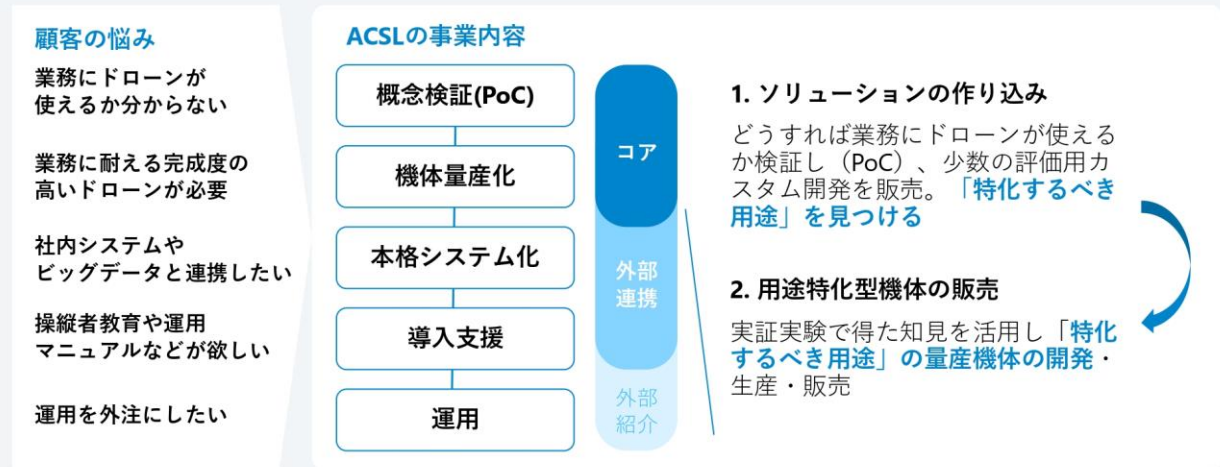 顧客の悩み
業務にドローンが
使えるか分からない
業務に耐える完成度の
高いドローンが必要
社内システムや
ビッグデータと連携したい
操縦者教育や運用
マニュアルなどが欲しい
運用を外注にしたい
ACSLの事業内容
概念検証(PoC)
機体量産化
本格システム化
導入支援
運用
コア
外部
連携
外部
紹介
1. ソリューションの作り込み
どうすれば業務にドローンが使える
か検証し（PoC）、少数の評価用カ
スタム開発を販売。「特化するべき
用途」を見つける
2. 用途特化型機体の販売
実証実験で得た知見を活用し「特化
するべき用途」の量産機体の開発・
生産・販売